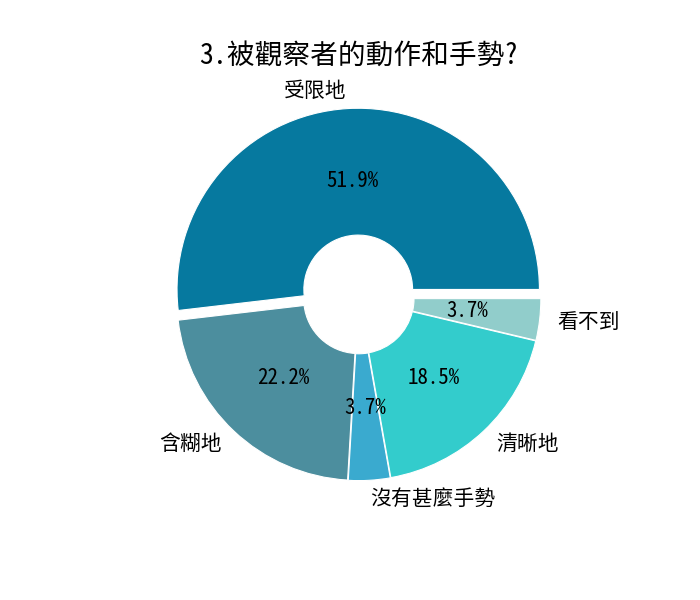 3.被觀察者的動作和手勢?
受限地
51.9%
3.7%
看不到
22.2%
18.5%
3.7%
含糊地
清晰地
沒有甚麼手勢